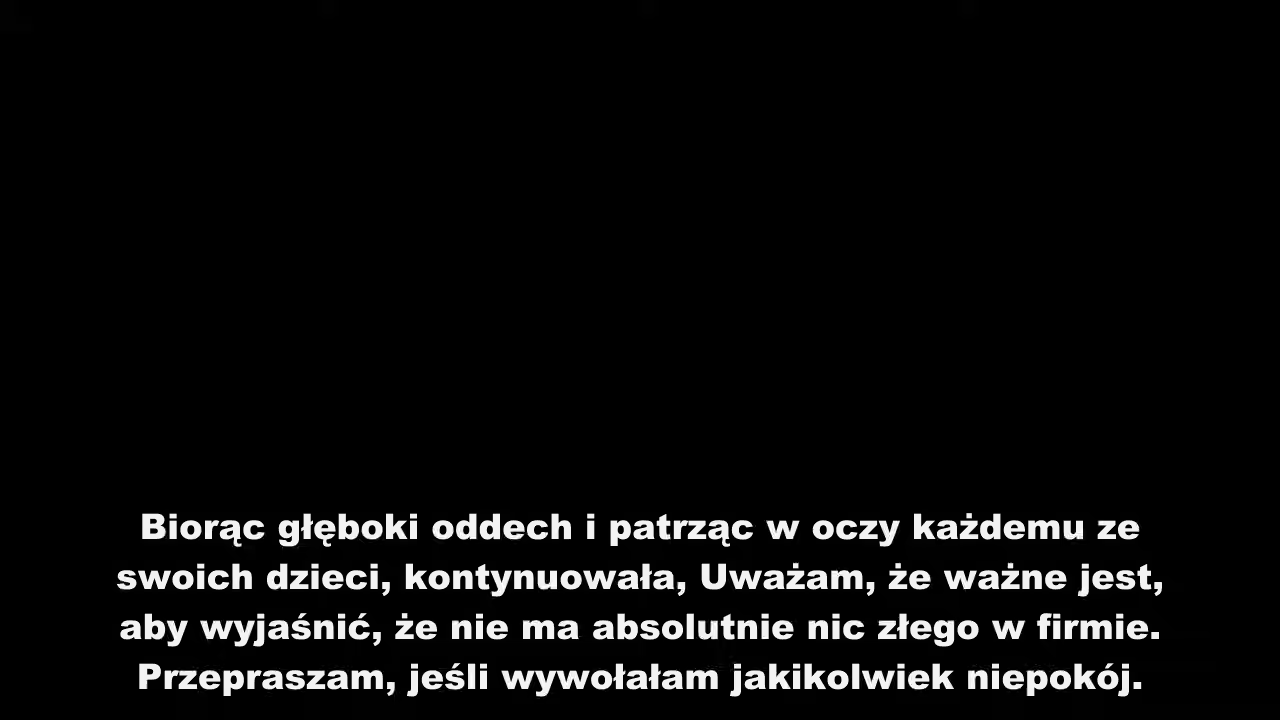 Biorąc głęboki oddech i patrząc w oczy każdemu ze
swoich dzieci, kontynuowała, Uważam, że ważne jest,
aby wyjaśnić, że nie ma absolutnie nic złego w firmie.
Przepraszam, jeśli wywołałam jakikolwiek niepokój.